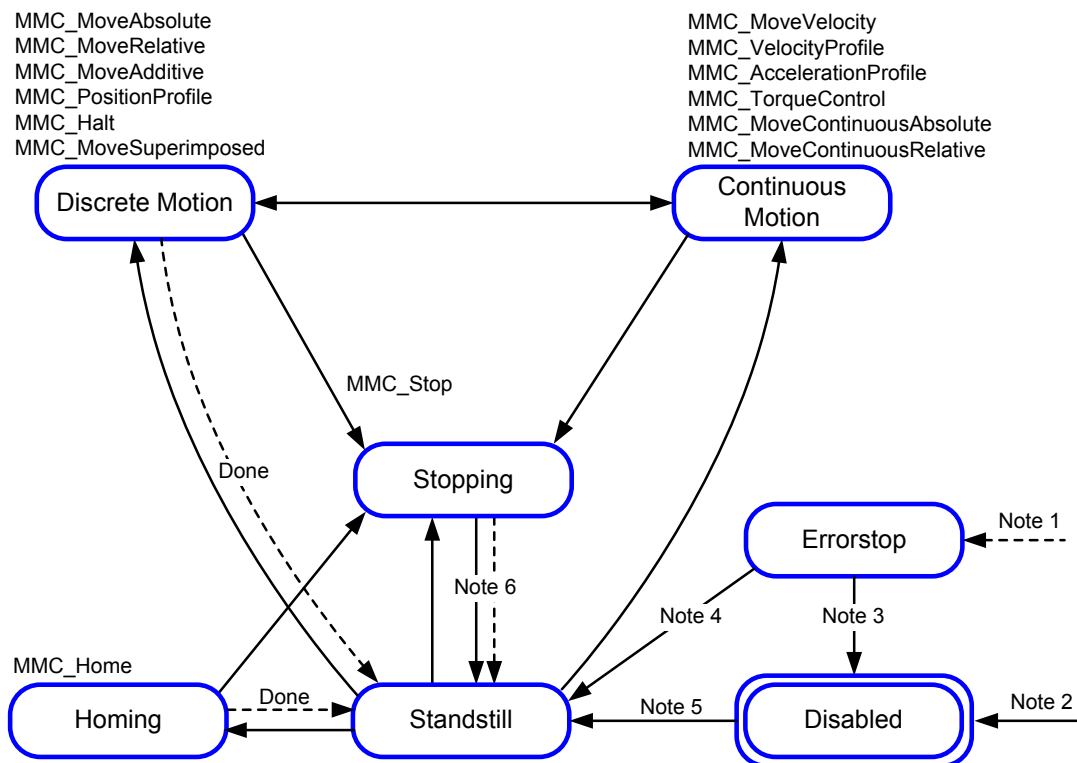 MMC_MoveAbsolute
MMC_MoveRelative
MMC_MoveAdditive
MMC_PositionProfile
MMC_Halt
MMC_MoveSuperimposed
MMC_MoveVelocity
MMC_VelocityProfile
MMC_AccelerationProfile
MMC_TorqueControl
MMC_MoveContinuousAbsolute
MMC_MoveContinuousRelative
Discrete Motion
Continuous
Motion
MMC_Stop
Done
Stopping
Errorstop
Note 1
Note 6
Note 4
Note 3
MMC_Home
Homing
Done
Standstill
Note 5
Disabled
Note 2